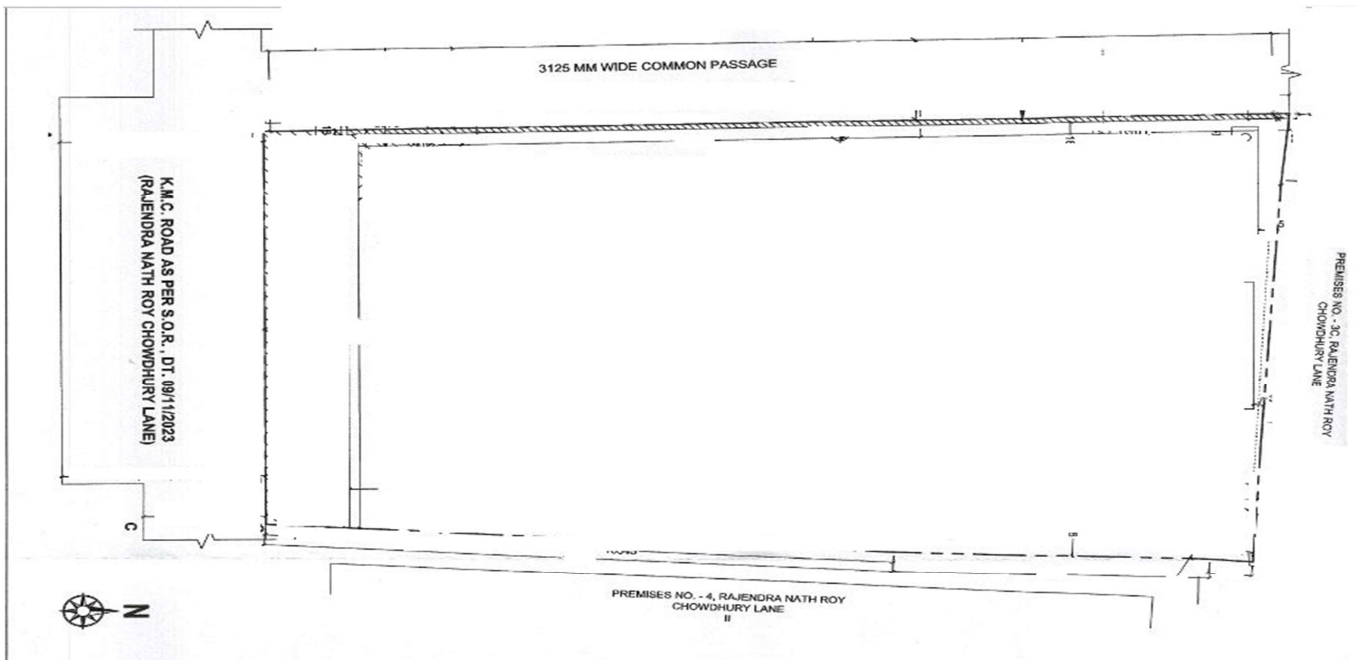 3125 MM WIDE COMMON PASSAGE
K.M.C. ROAD AS PER S.O.R. , DT. 09/11/2023
(RAJENDRA NATH ROY CHOWDHURY LANE)
PREMISES NO. - 3C, RAJENDRA NATH ROY
CHOWDHURY LANE
PREMISES NO. - 4, RAJENDRA NATH ROY
CHOWDHURY LANE
C
N